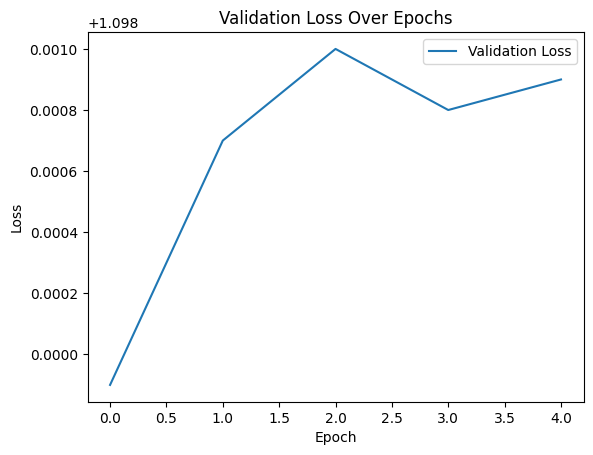 Validation Loss Over Epochs
+1.098
Validation Loss
0.0010
0.0008
0.0006
0.0004
0.0002
0.0000
Loss
0.0 0.5 1.0 1.5 2.0 2.5 3.0 3.5 4.0
Epoch